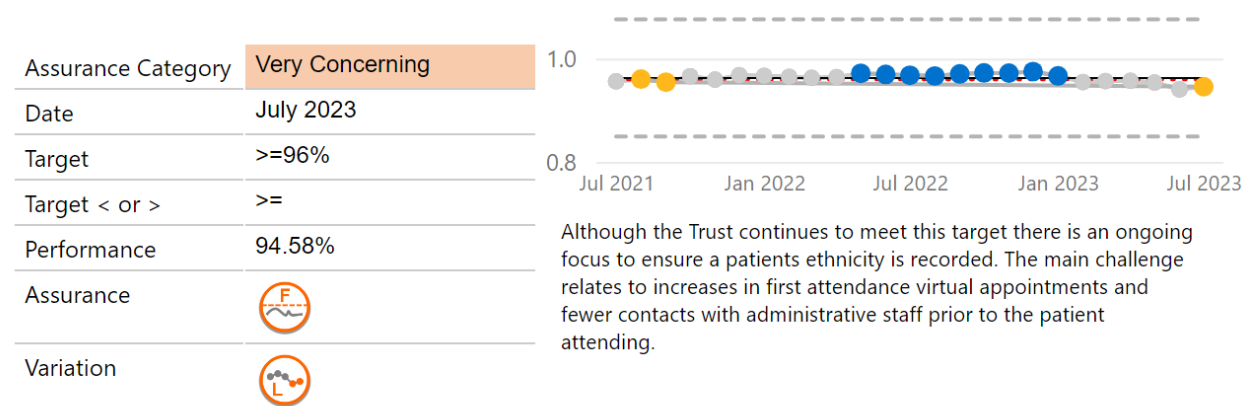 Assurance Category Very Concerning
Date July 2023
Target >=96%
Target < or > >=
Performance 94.58%
Assurance F
Variation L
1.0
0.8
Jul 2021 Jan 2022 Jul 2022 Jan 2023 Jul 2023
Although the Trust continues to meet this target there is an ongoing
focus to ensure a patients ethnicity is recorded. The main challenge
relates to increases in first attendance virtual appointments and
fewer contacts with administrative staff prior to the patient
attending.